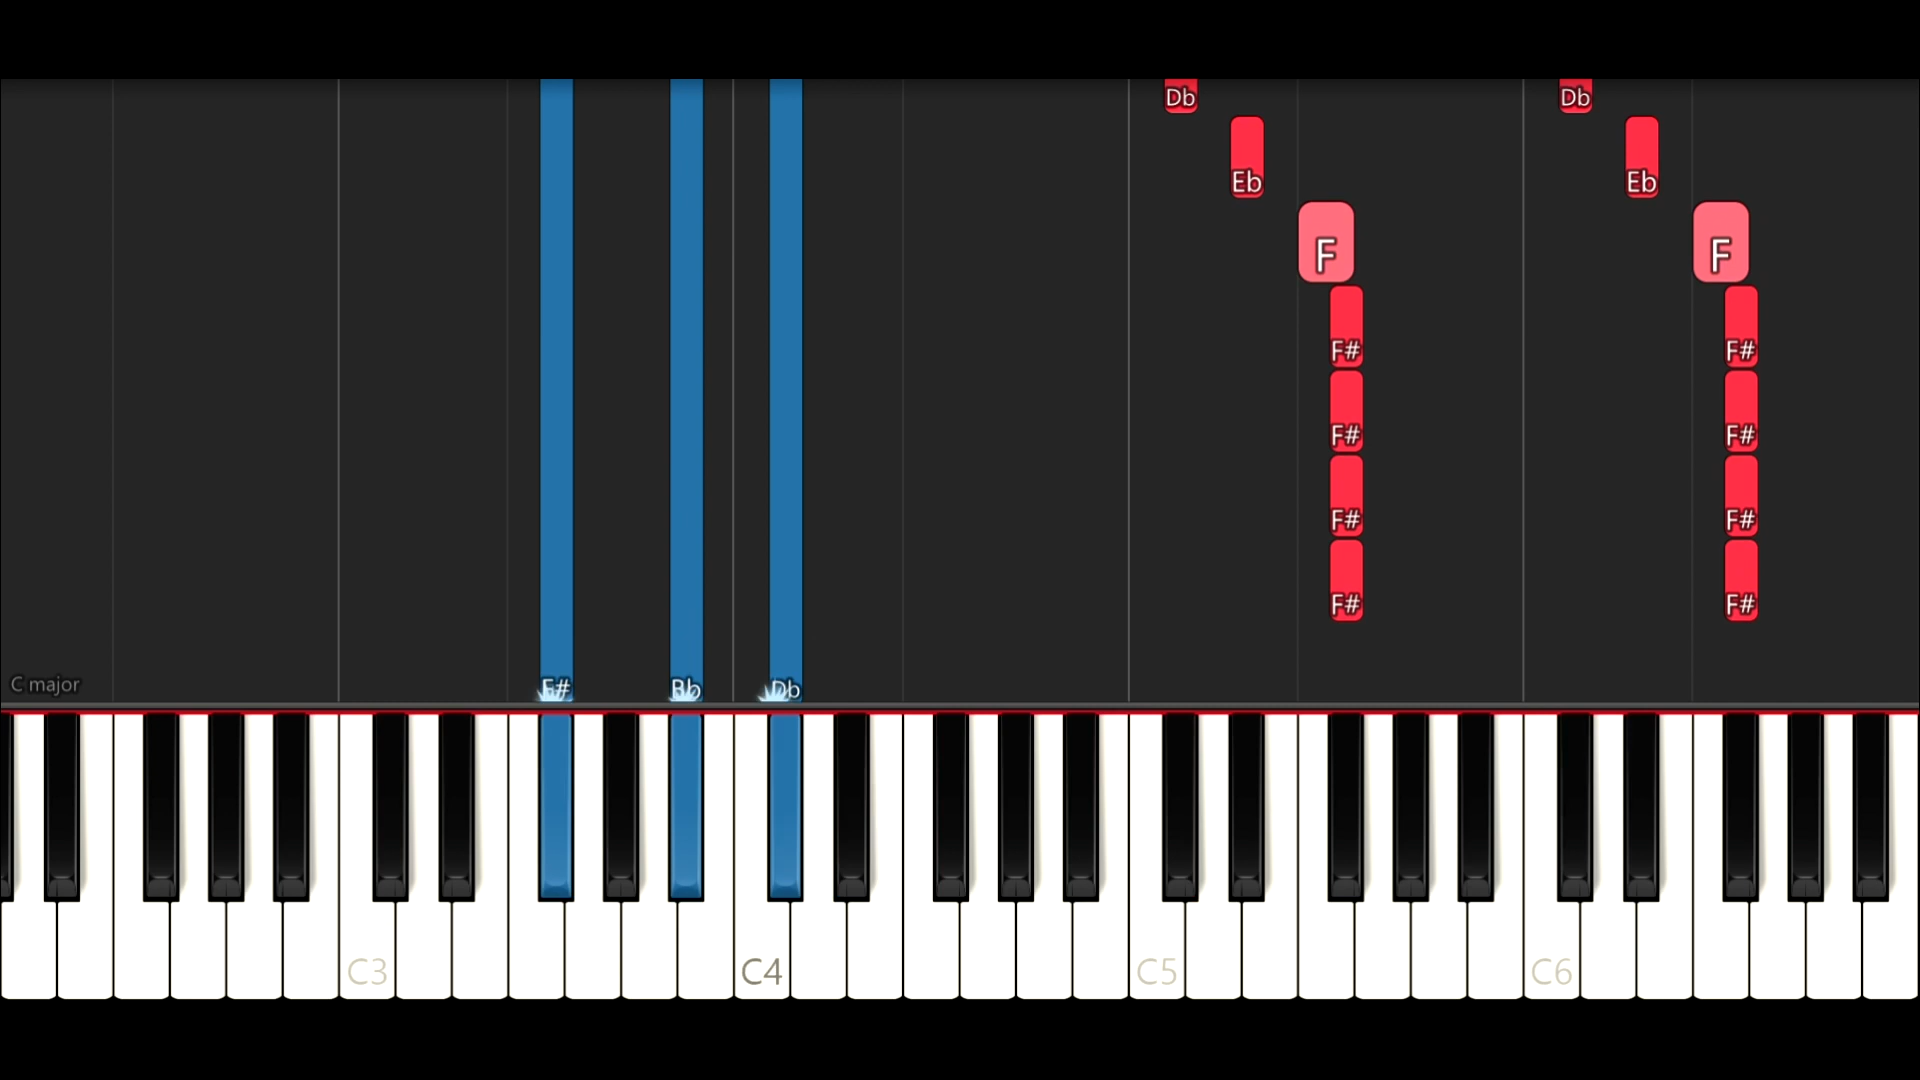 Db Db
Eb Eb
F F
F# F#
F# F#
F# F#
F# F#
C major
F# Bb Db
C3 C4 C5 C6